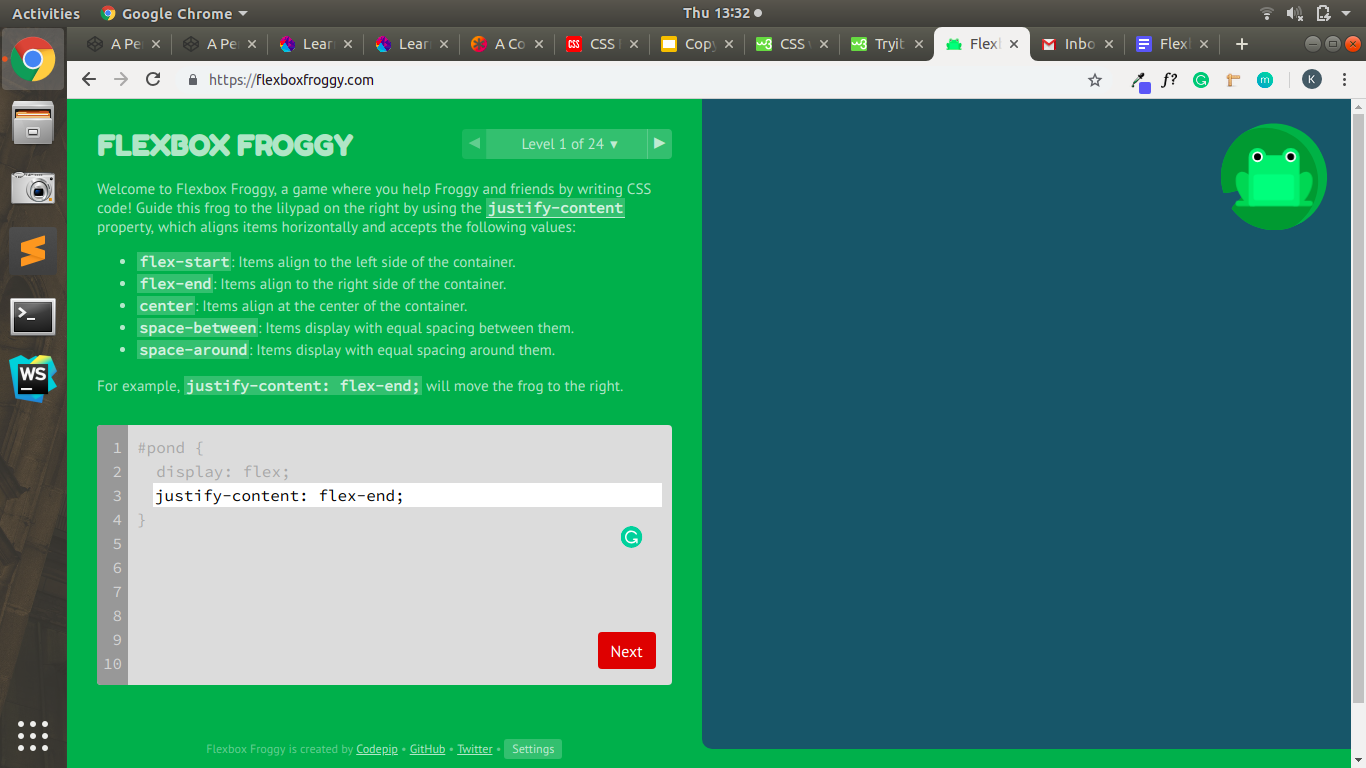 Activities Google Chrome Thu 13:32
A Pe A Pe Lear Lear A Co CSS Copy CSS Tryit Flex Inbo Flex
https://flexboxfroggy.com f? K
FLEXBOX FROGGY
◀ Level 1 of 24 ▼ ▶
Welcome to Flexbox Froggy, a game where you help Froggy and friends by writing CSS
code! Guide this frog to the lilypad on the right by using the justify-content
property, which aligns items horizontally and accepts the following values:
• flex-start: Items align to the left side of the container.
• flex-end: Items align to the right side of the container.
• center: Items align at the center of the container.
• space-between: Items display with equal spacing between them.
• space-around: Items display with equal spacing around them.
For example, justify-content: flex-end; will move the frog to the right.
1 #pond {
2 display: flex;
3 justify-content: flex-end;
4 }
5
6
7
8
9
10
Next
Flexbox Froggy is created by Codepip • GitHub • Twitter • Settings
WS